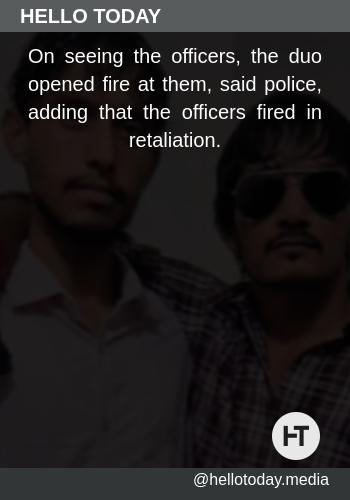 HELLO TODAY
On seeing the officers, the duo
opened fire at them, said police,
adding that the officers fired in
retaliation.
HT
@hellotoday.media